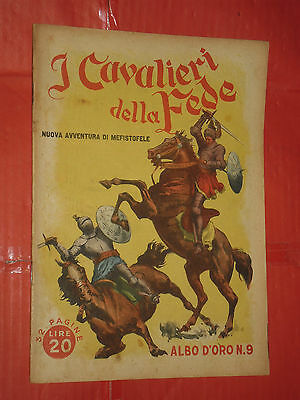 I Cavalieri
della Fede
NUOVA AVVENTURA DI MEFISTOFELE
32 PAGINE
LIRE
20
ALBO D'ORO N.9